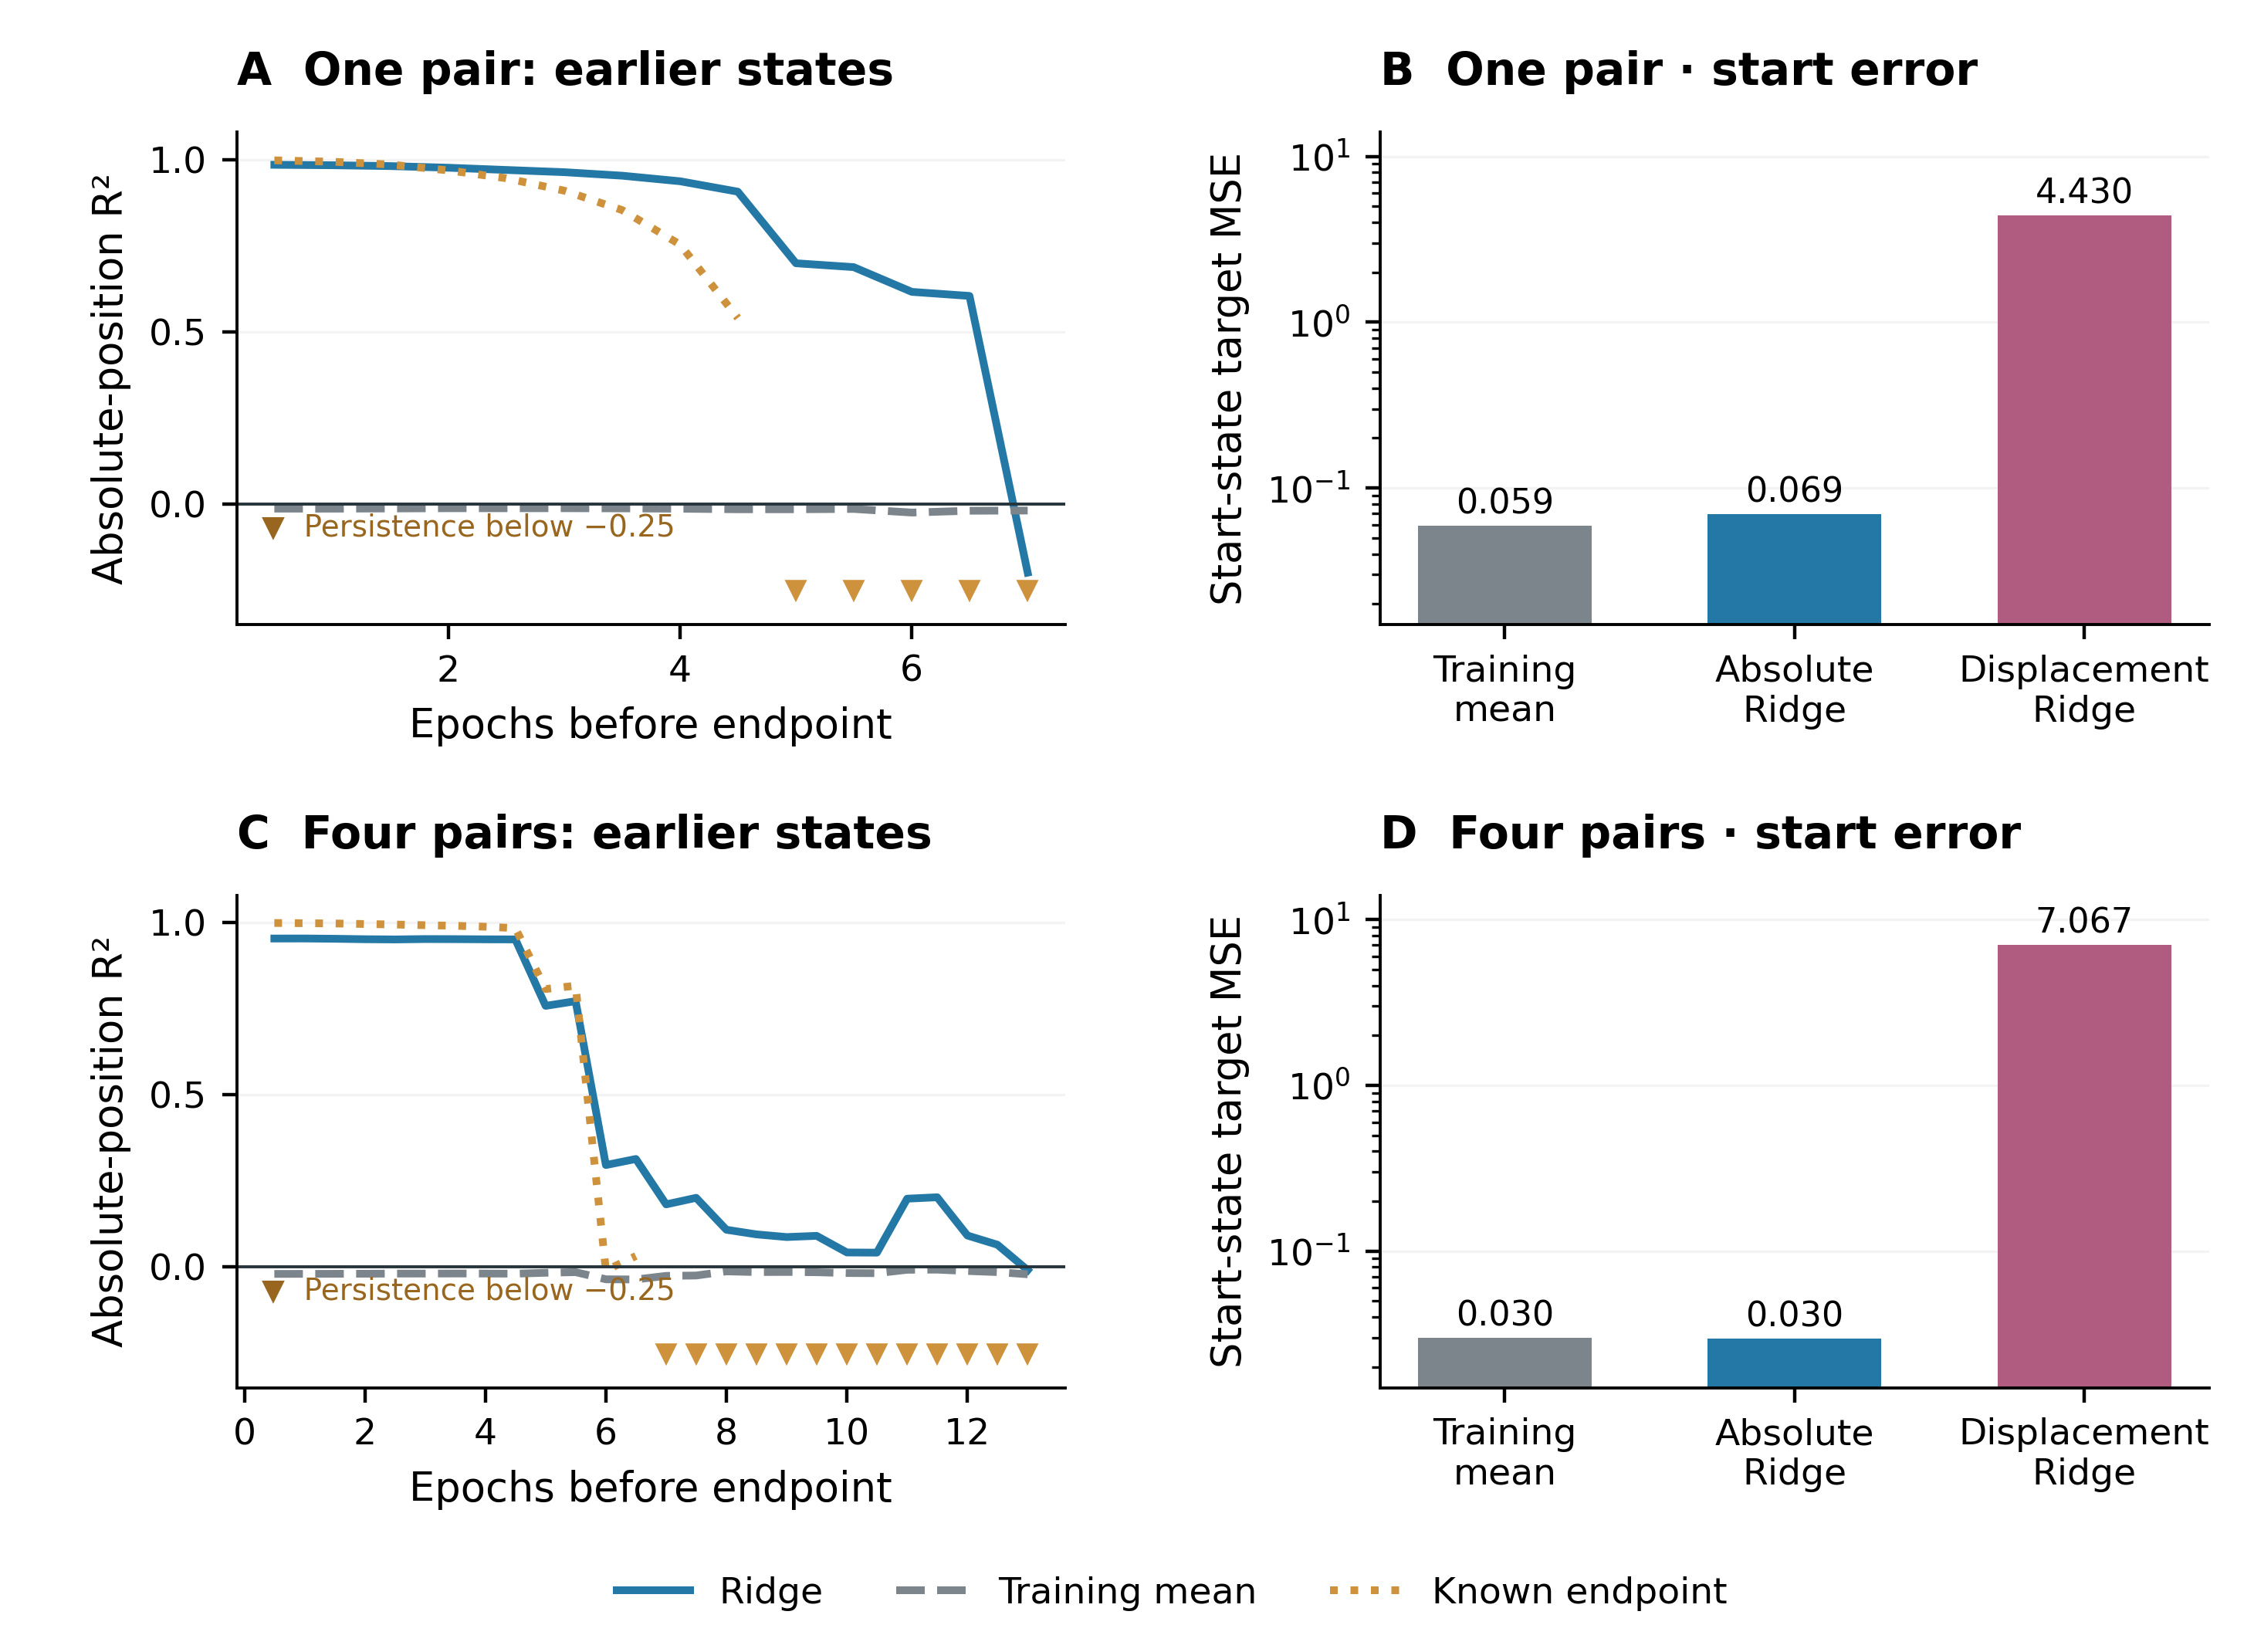 A One pair: earlier states
Absolute-position R²
1.0
0.5
0.0
Persistence below −0.25
2 4 6
Epochs before endpoint
B One pair · start error
Start-state target MSE
10¹
10⁰
10⁻¹
0.059
0.069
4.430
Training mean
Absolute Ridge
Displacement Ridge
C Four pairs: earlier states
Absolute-position R²
1.0
0.5
0.0
Persistence below −0.25
0 2 4 6 8 10 12
Epochs before endpoint
D Four pairs · start error
Start-state target MSE
10¹
10⁰
10⁻¹
0.030
0.030
7.067
Training mean
Absolute Ridge
Displacement Ridge
Ridge Training mean Known endpoint